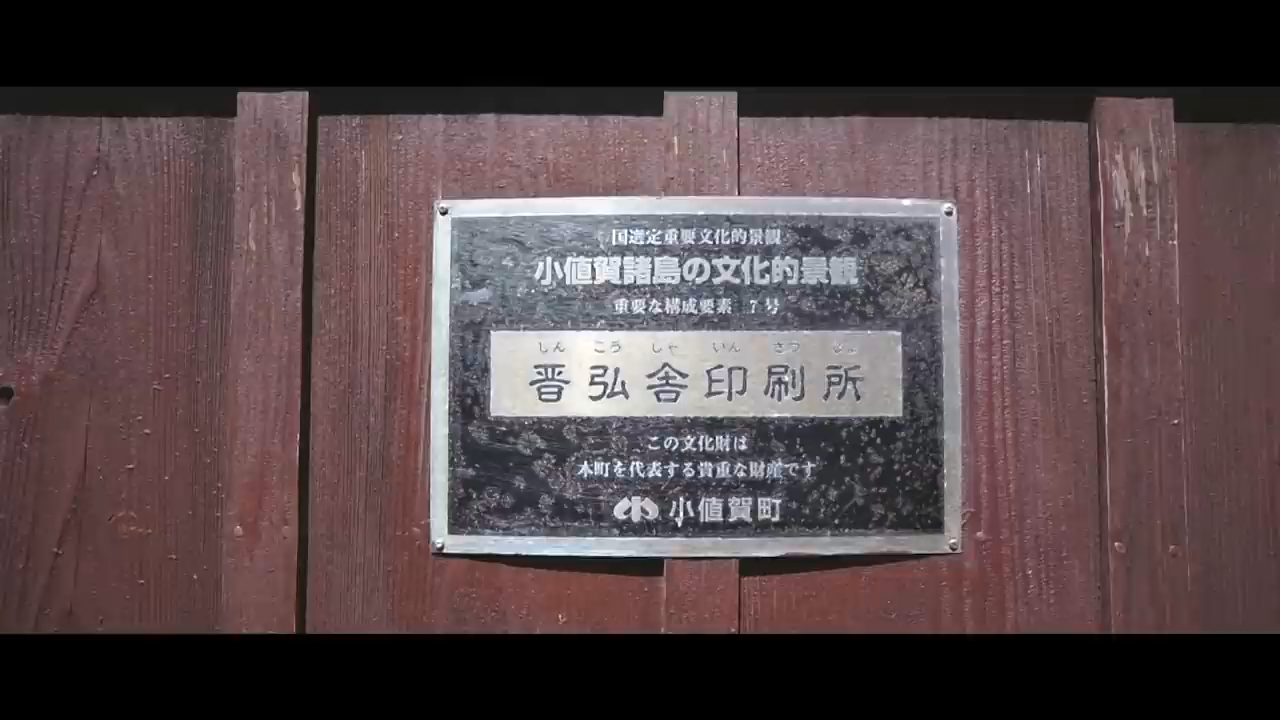 国選定重要文化的景観
小値賀諸島の文化的景観
重要な構成要素 7号
しん こう しゃ いん さつ じょ
晋弘舎印刷所
この文化財は
本町を代表する貴重な財産です
小値賀町